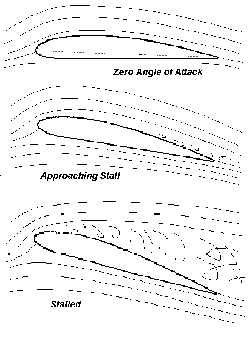 Zero Angle of Attack
Approaching Stall
Stalled